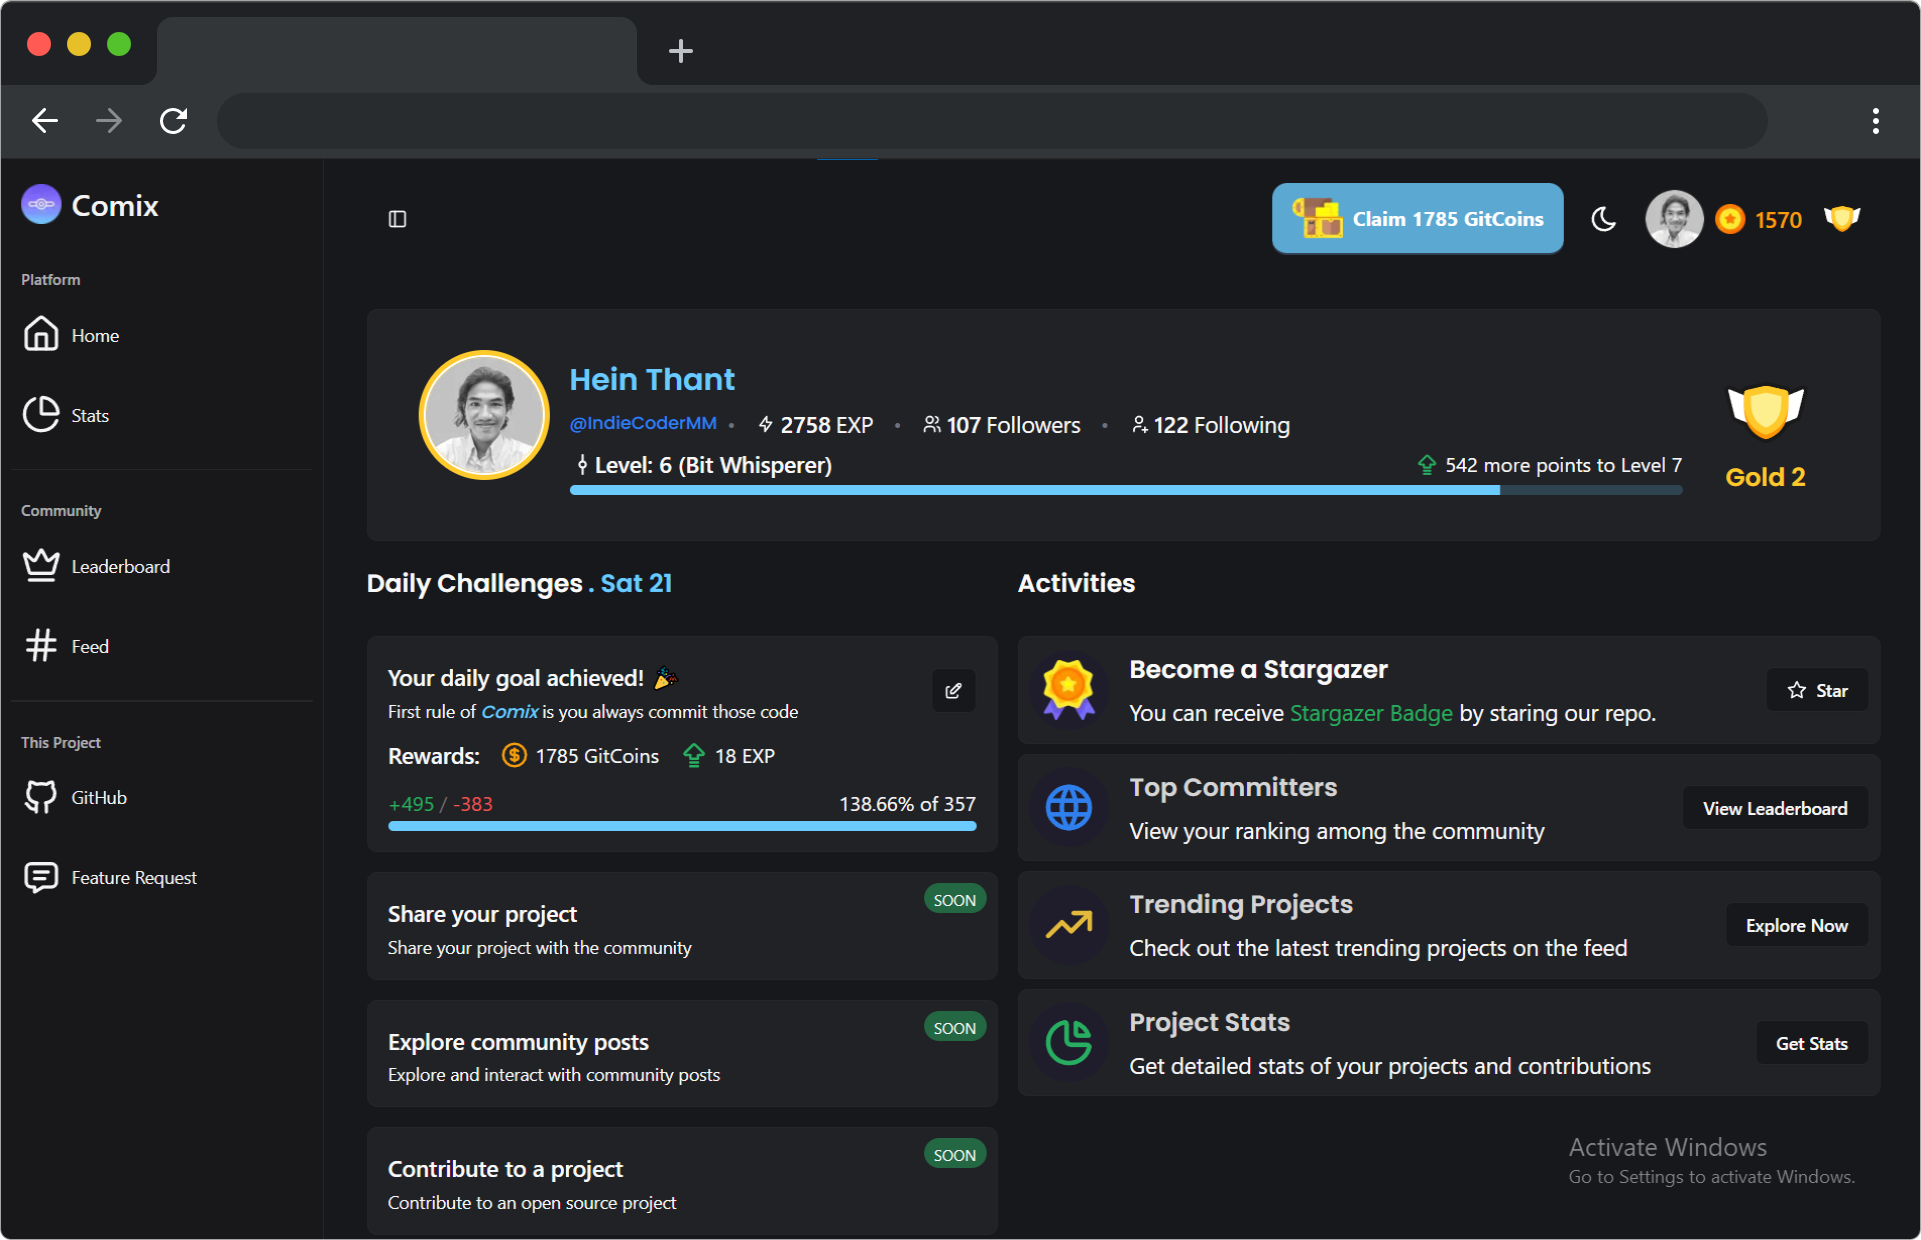 Comix
Claim 1785 GitCoins
1570
Platform
Home
Stats
Community
Leaderboard
Feed
This Project
GitHub
Feature Request
Hein Thant
@IndieCoderMM • 2758 EXP • 107 Followers • 122 Following
Level: 6 (Bit Whisperer)
542 more points to Level 7
Gold 2
Daily Challenges . Sat 21
Your daily goal achieved! 🎉
First rule of Comix is you always commit those code
Rewards: 1785 GitCoins 18 EXP
+495 / -383
138.66% of 357
Share your project
SOON
Share your project with the community
Explore community posts
SOON
Explore and interact with community posts
Contribute to a project
SOON
Contribute to an open source project
Activities
Become a Stargazer
You can receive Stargazer Badge by staring our repo.
Star
Top Committers
View your ranking among the community
View Leaderboard
Trending Projects
Check out the latest trending projects on the feed
Explore Now
Project Stats
Get detailed stats of your projects and contributions
Get Stats
Activate Windows
Go to Settings to activate Windows.